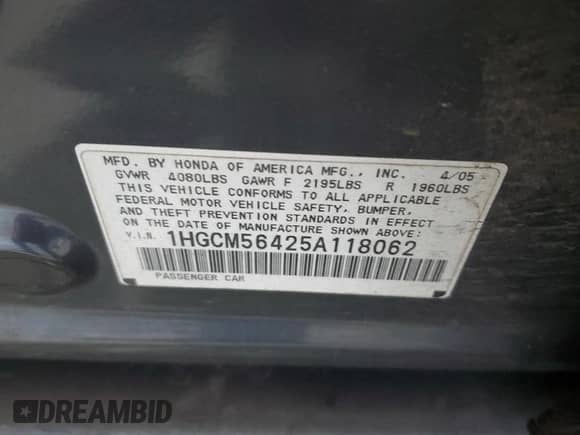 MFD. BY HONDA OF AMERICA MFG., INC. 4/05
GVWR 4080LBS GAWR F 2195LBS R 1960LBS
THIS VEHICLE CONFORMS TO ALL APPLICABLE
FEDERAL MOTOR VEHICLE SAFETY, BUMPER,
AND THEFT PREVENTION STANDARDS IN EFFECT
ON THE DATE OF MANUFACTURE SHOWN ABOVE:
V.I.N. 1HGCM56425A118062
PASSENGER CAR
DREAMBID